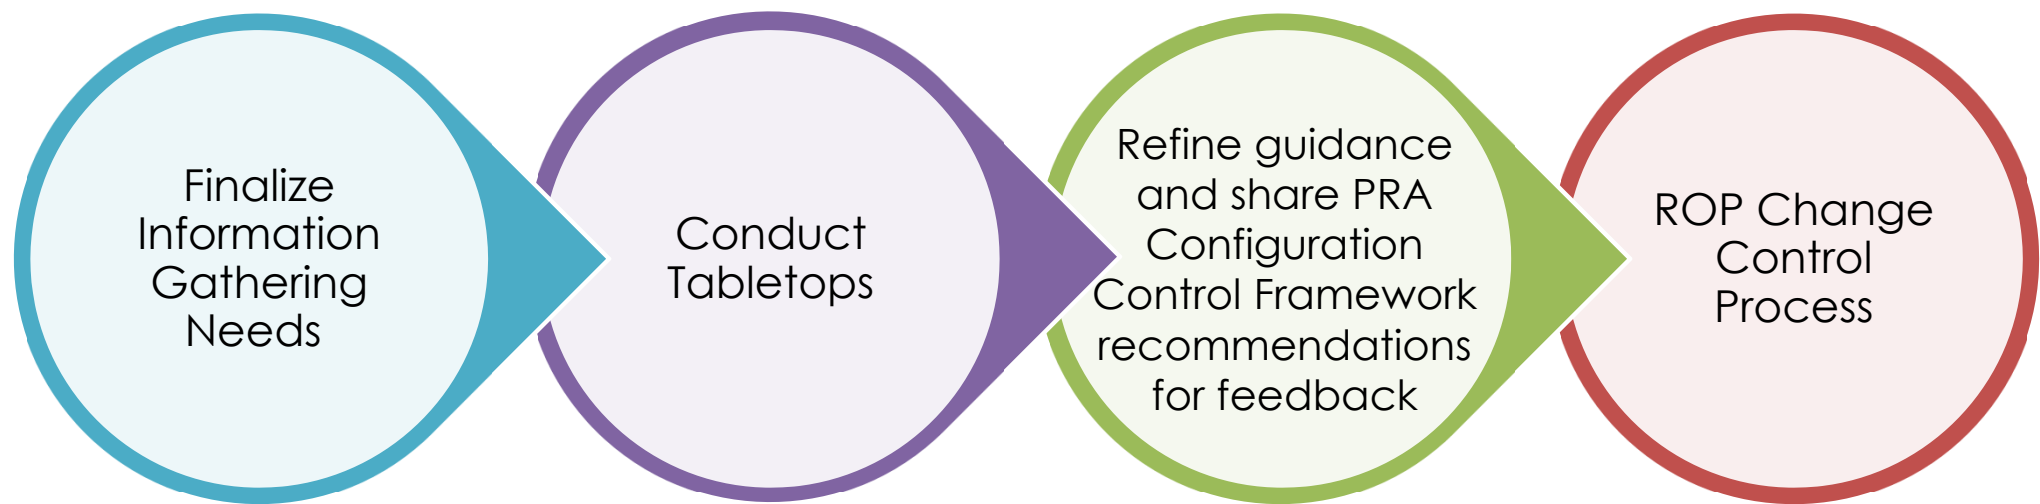 Finalize
Information
Gathering
Needs
Conduct
Tabletops
Refine guidance
and share PRA
Configuration
Control Framework
recommendations
for feedback
ROP Change
Control
Process